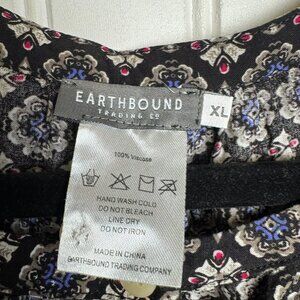 EARTHBOUND
TRADING CO
XL
100% Viscose
HAND WASH COLD
DO NOT BLEACH
LINE DRY
DO NOT IRON
MADE IN CHINA
EARTHBOUND TRADING COMPANY